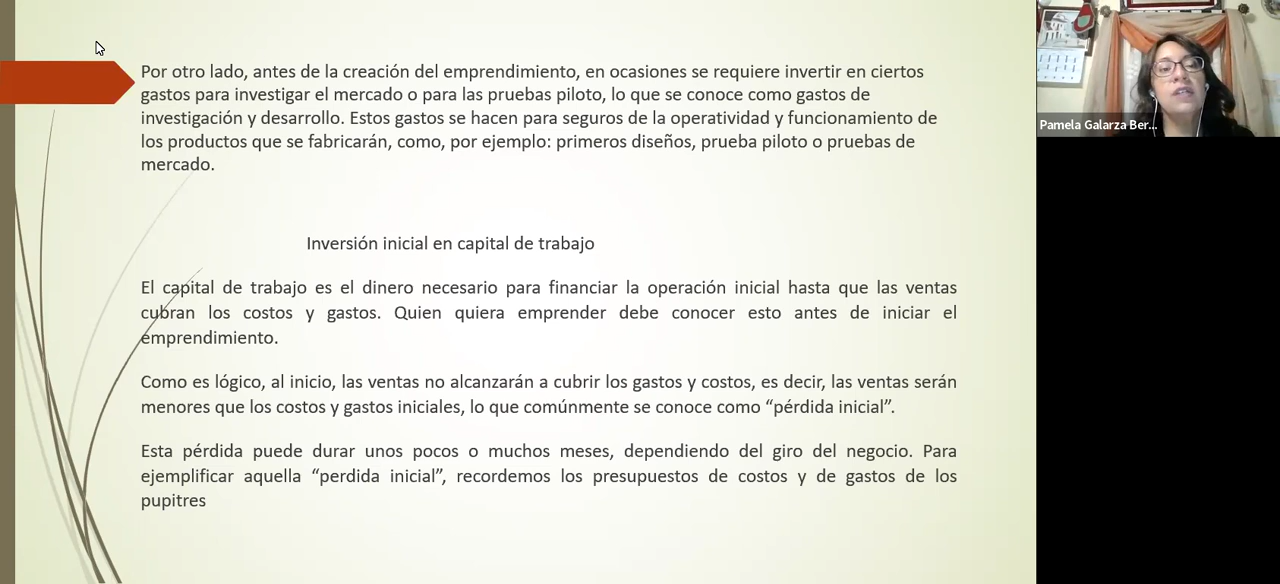 Por otro lado, antes de la creación del emprendimiento, en ocasiones se requiere invertir en ciertos
gastos para investigar el mercado o para las pruebas piloto, lo que se conoce como gastos de
investigación y desarrollo. Estos gastos se hacen para seguros de la operatividad y funcionamiento de
los productos que se fabricarán, como, por ejemplo: primeros diseños, prueba piloto o pruebas de
mercado.
Inversión inicial en capital de trabajo
El capital de trabajo es el dinero necesario para financiar la operación inicial hasta que las ventas
cubran los costos y gastos. Quien quiera emprender debe conocer esto antes de iniciar el
emprendimiento.
Como es lógico, al inicio, las ventas no alcanzarán a cubrir los gastos y costos, es decir, las ventas serán
menores que los costos y gastos iniciales, lo que comúnmente se conoce como “pérdida inicial”.
Esta pérdida puede durar unos pocos o muchos meses, dependiendo del giro del negocio. Para
ejemplificar aquella “perdida inicial”, recordemos los presupuestos de costos y de gastos de los
pupitres
Pamela Galarza Ber...